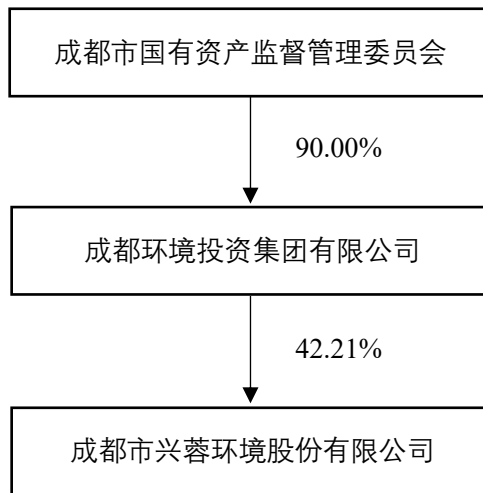 成都市国有资产监督管理委员会
90.00%
成都环境投资集团有限公司
42.21%
成都市兴蓉环境股份有限公司